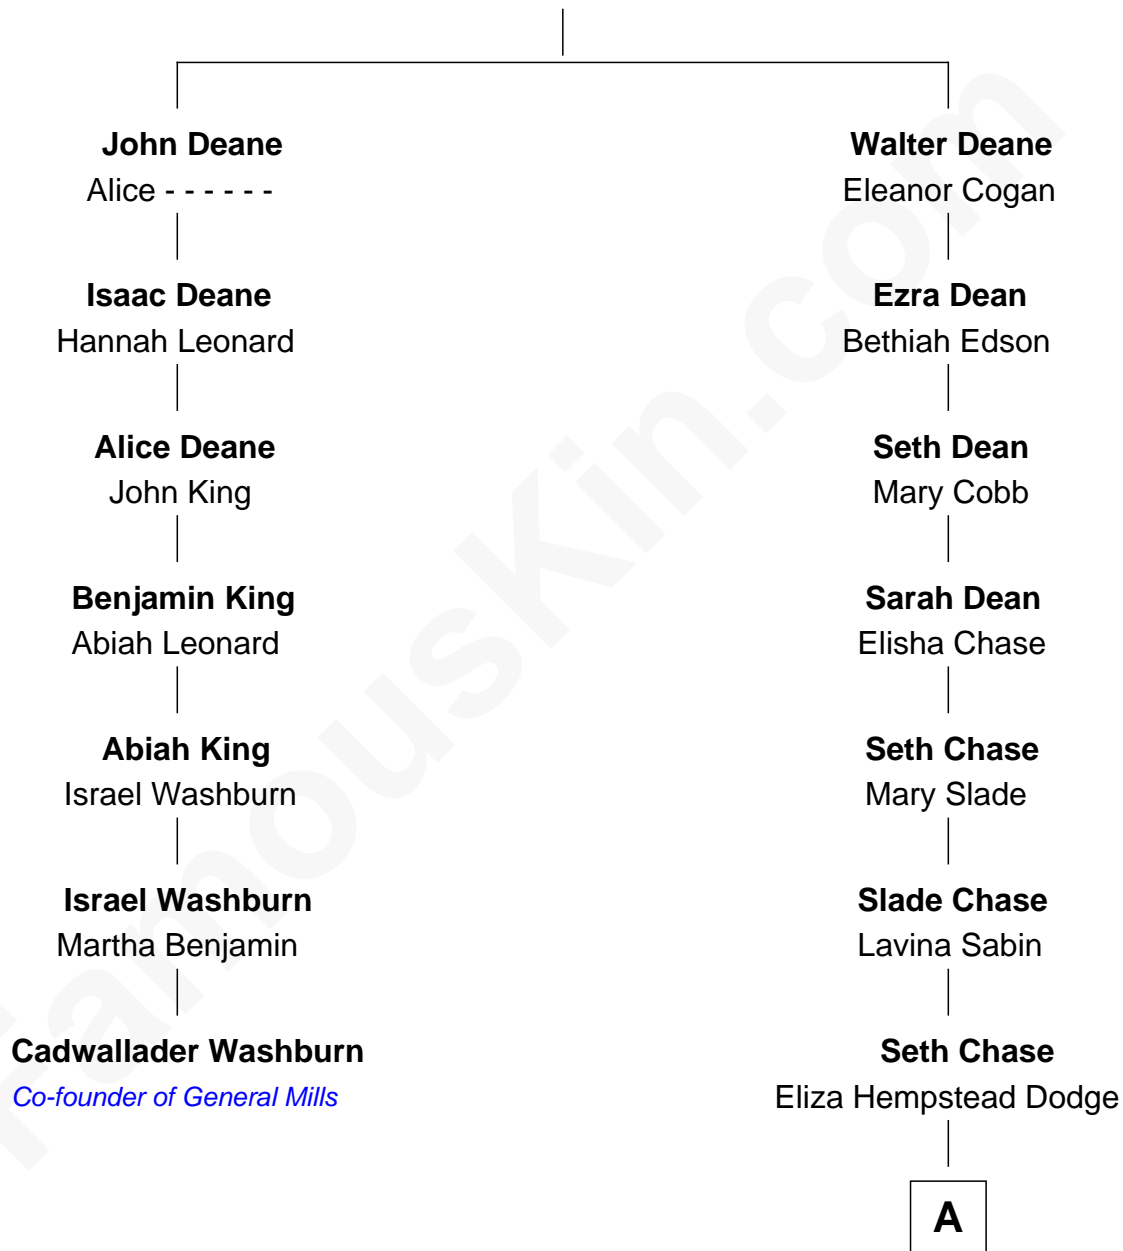 John Deane
Alice - - - - - -
Isaac Deane
Hannah Leonard
Alice Deane
John King
Benjamin King
Abiah Leonard
Abiah King
Israel Washburn
Israel Washburn
Martha Benjamin
Cadwallader Washburn
Co-founder of General Mills
Walter Deane
Eleanor Cogan
Ezra Dean
Bethiah Edson
Seth Dean
Mary Cobb
Sarah Dean
Elisha Chase
Seth Chase
Mary Slade
Slade Chase
Lavina Sabin
Seth Chase
Eliza Hempstead Dodge
A
FamousKin.com